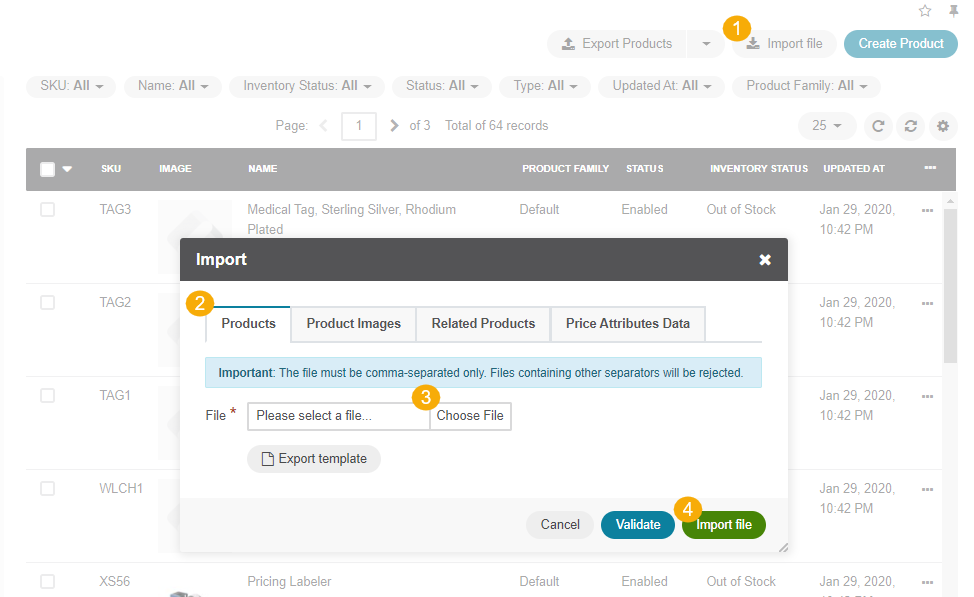 1
Export Products
Import file
Create Product
SKU: All
Name: All
Inventory Status: All
Status: All
Type: All
Updated At: All
Product Family: All
Page:
1
of 3
Total of 64 records
25
SKU
IMAGE
NAME
PRODUCT FAMILY
STATUS
INVENTORY STATUS
UPDATED AT
TAG3
Medical Tag, Sterling Silver, Rhodium
Plated
Default
Enabled
Out of Stock
Jan 29, 2020,
10:42 PM
Import
2
Products
Product Images
Related Products
Price Attributes Data
TAG2
Jan 29, 2020,
10:42 PM
Important: The file must be comma-separated only. Files containing other separators will be rejected.
3
TAG1
Jan 29, 2020,
10:42 PM
File *
Please select a file...
Choose File
Export template
WLCH1
Jan 29, 2020,
10:42 PM
4
Cancel
Validate
Import file
XS56
Pricing Labeler
Default
Enabled
Out of Stock
Jan 29, 2020,